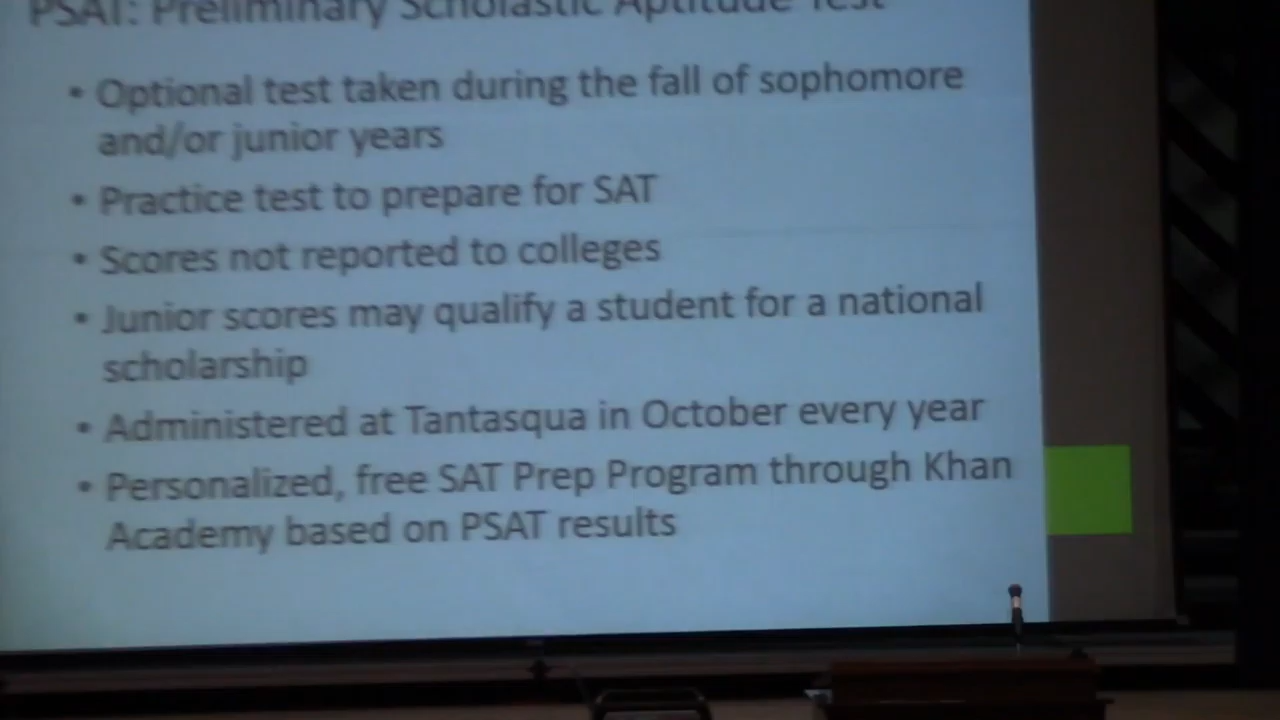 PSAT: Preliminary Scholastic Aptitude Test
• Optional test taken during the fall of sophomore
and/or junior years
• Practice test to prepare for SAT
• Scores not reported to colleges
• Junior scores may qualify a student for a national
scholarship
• Administered at Tantasqua in October every year
• Personalized, free SAT Prep Program through Khan
Academy based on PSAT results